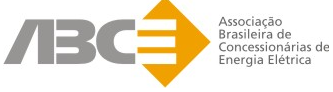 ABCE
Associação
Brasileira de
Concessionárias de
Energia Elétrica